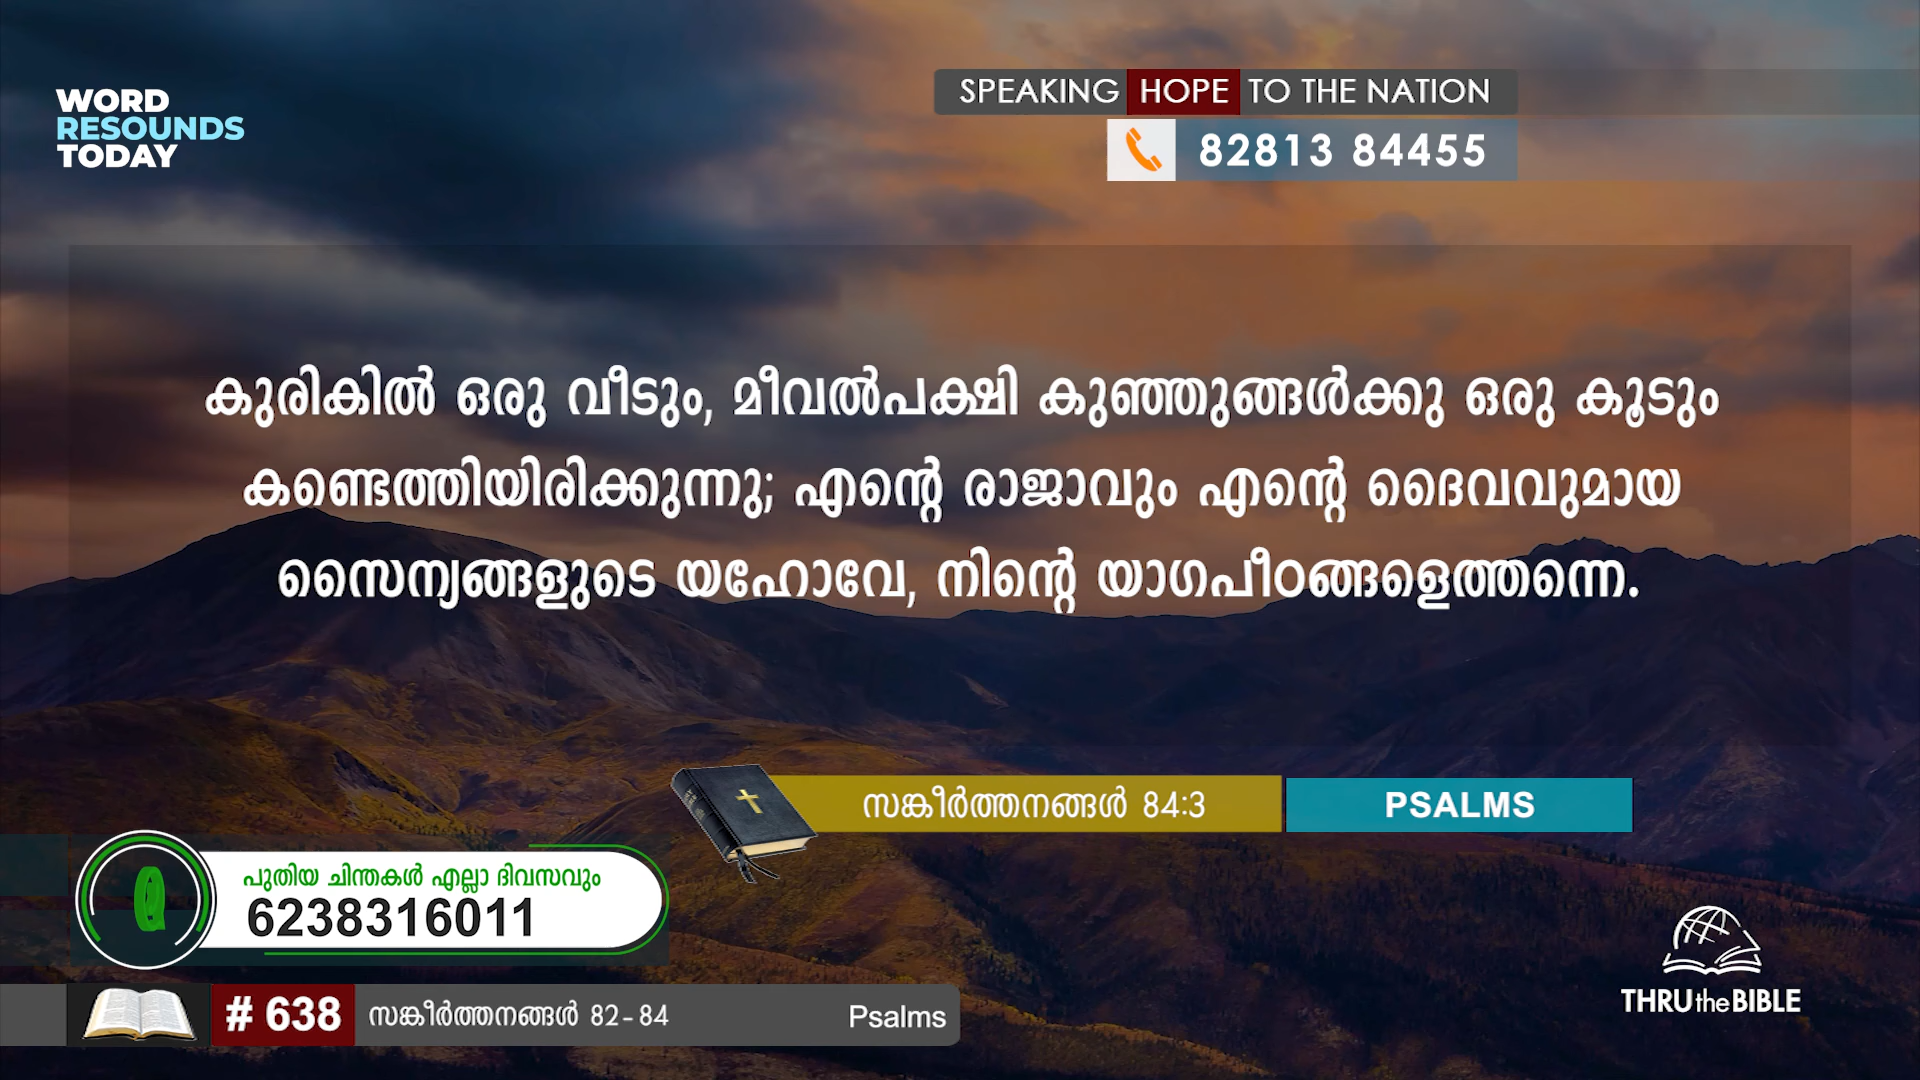 WORD
RESOUNDS
TODAY
SPEAKING HOPE TO THE NATION
82813 84455
കുരികിൽ ഒരു വീടും, മീവൽപക്ഷി കുഞ്ഞുങ്ങൾക്കു ഒരു കൂടും
കണ്ടെത്തിയിരിക്കുന്നു; എന്റെ രാജാവും എന്റെ ദൈവവുമായ
സൈന്യങ്ങളുടെ യഹോവേ, നിന്റെ യാഗപീഠങ്ങളെത്തന്നെ.
സങ്കീർത്തനങ്ങൾ 84:3
PSALMS
പുതിയ ചിന്തകൾ എല്ലാ ദിവസവും
6238316011
# 638 സങ്കീർത്തനങ്ങൾ 82-84 Psalms
THRU the BIBLE